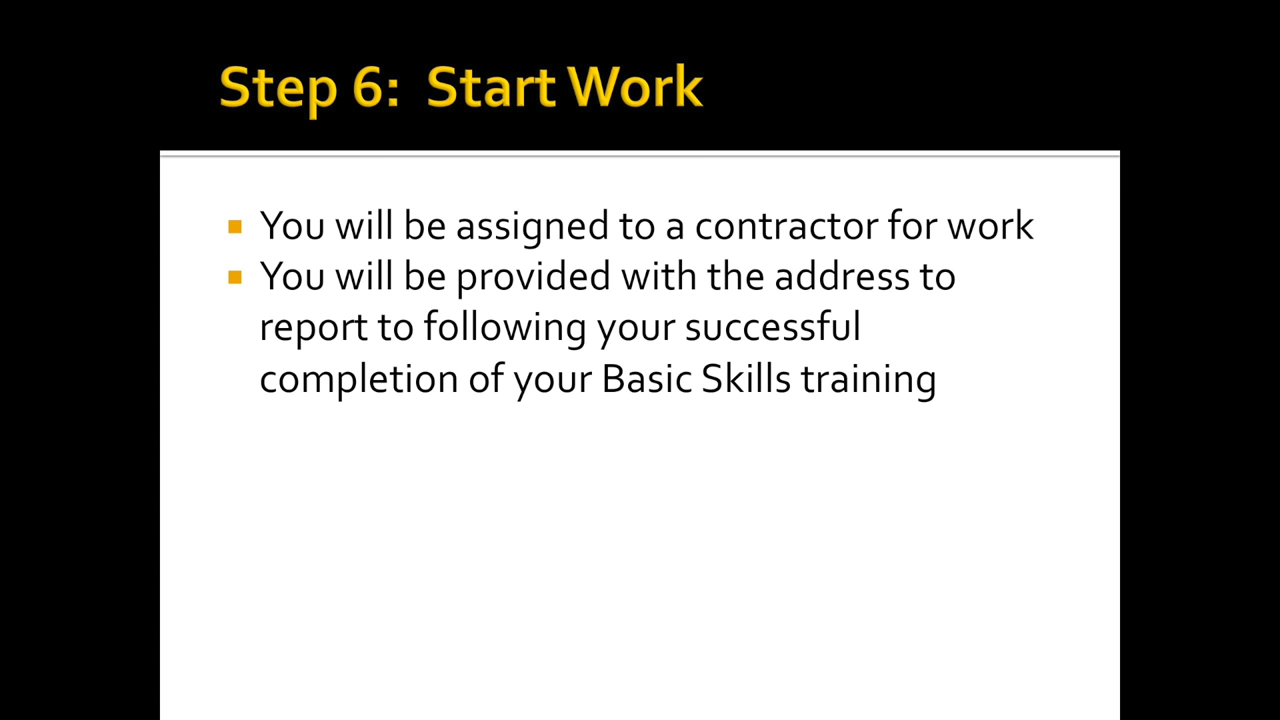 Step 6:  Start Work
You will be assigned to a contractor for work
You will be provided with the address to
report to following your successful
completion of your Basic Skills training